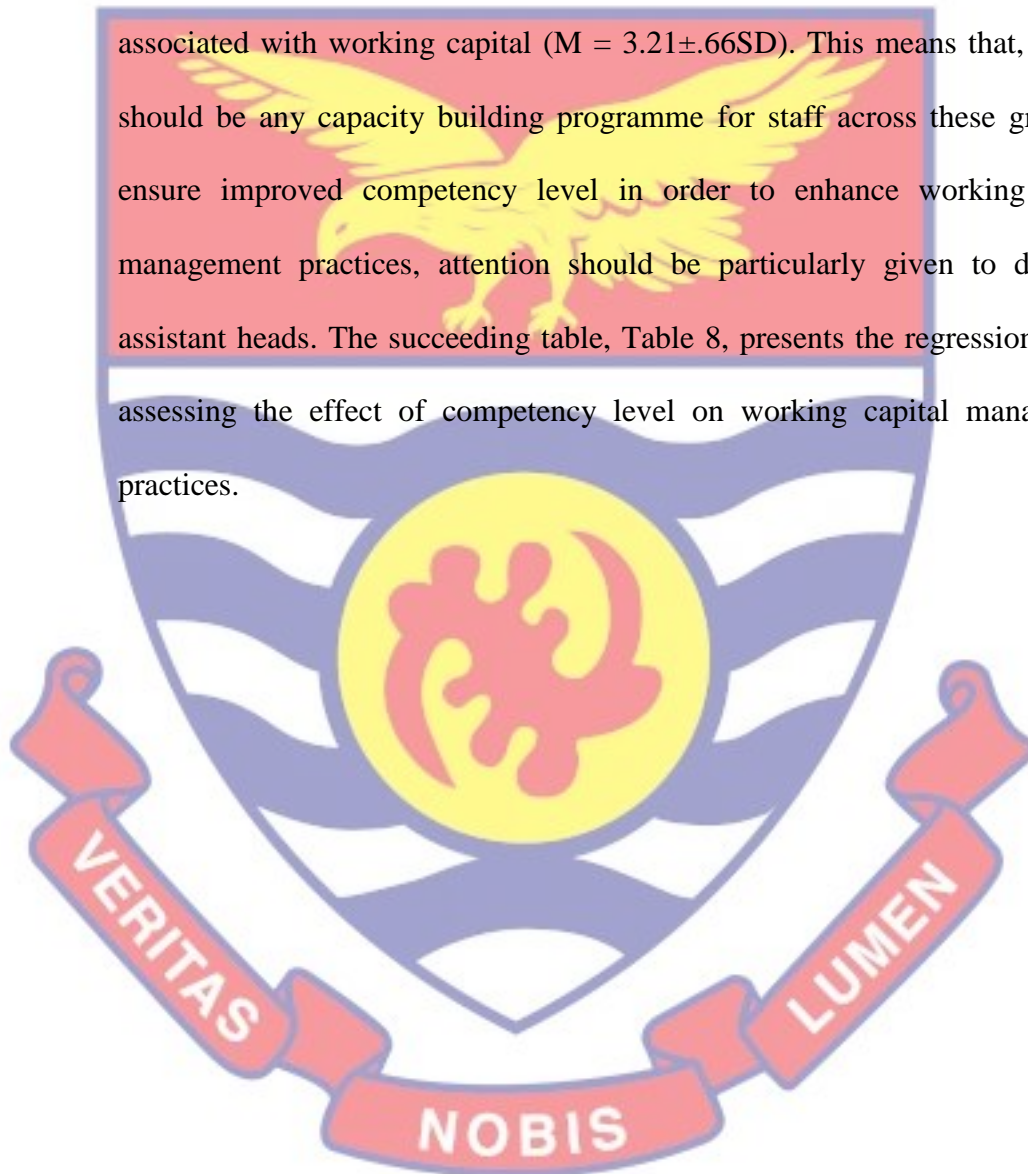 associated with working capital (M = 3.21±.66SD). This means that,
should be any capacity building programme for staff across these
ensure improved competency level in order to enhance working
management practices, attention should be particularly given to
assistant heads. The succeeding table, Table 8, presents the regression
assessing the effect of competency level on working capital
practices.
VERITAS
NOBIS
LUMEN